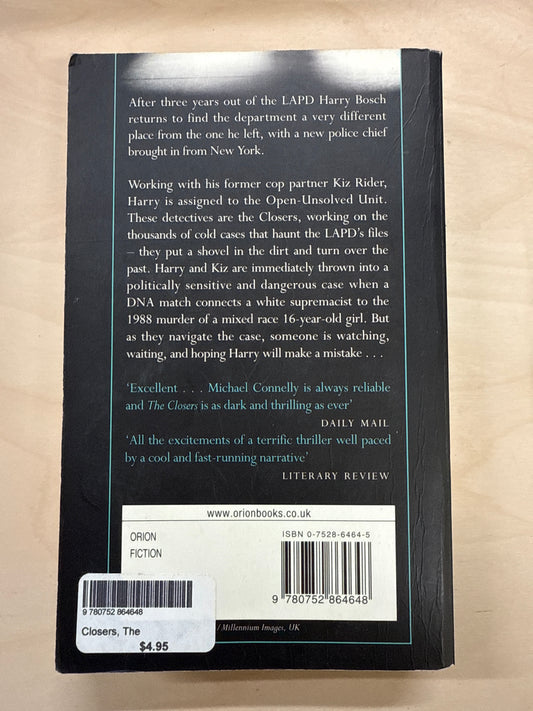 After three years out of the LAPD Harry Bosch
returns to find the department a very different
place from the one he left, with a new police chief
brought in from New York.
Working with his former cop partner Kiz Rider,
Harry is assigned to the Open-Unsolved Unit.
These detectives are the Closers, working on the
thousands of cold cases that haunt the LAPD's files
– they put a shovel in the dirt and turn over the
past. Harry and Kiz are immediately thrown into a
politically sensitive and dangerous case when a
DNA match connects a white supremacist to the
1988 murder of a mixed race 16-year-old girl. But
as they navigate the case, someone is watching,
waiting, and hoping Harry will make a mistake . . .
'Excellent . . . Michael Connelly is always reliable
and The Closers is as dark and thrilling as ever'
DAILY MAIL
'All the excitements of a terrific thriller well paced
by a cool and fast-running narrative'
LITERARY REVIEW
www.orionbooks.co.uk
ORION
FICTION
ISBN 0-7528-6464-5
9 780752 864648
9 780752 864648
Closers, The
$4.95
/ Millennium Images, UK